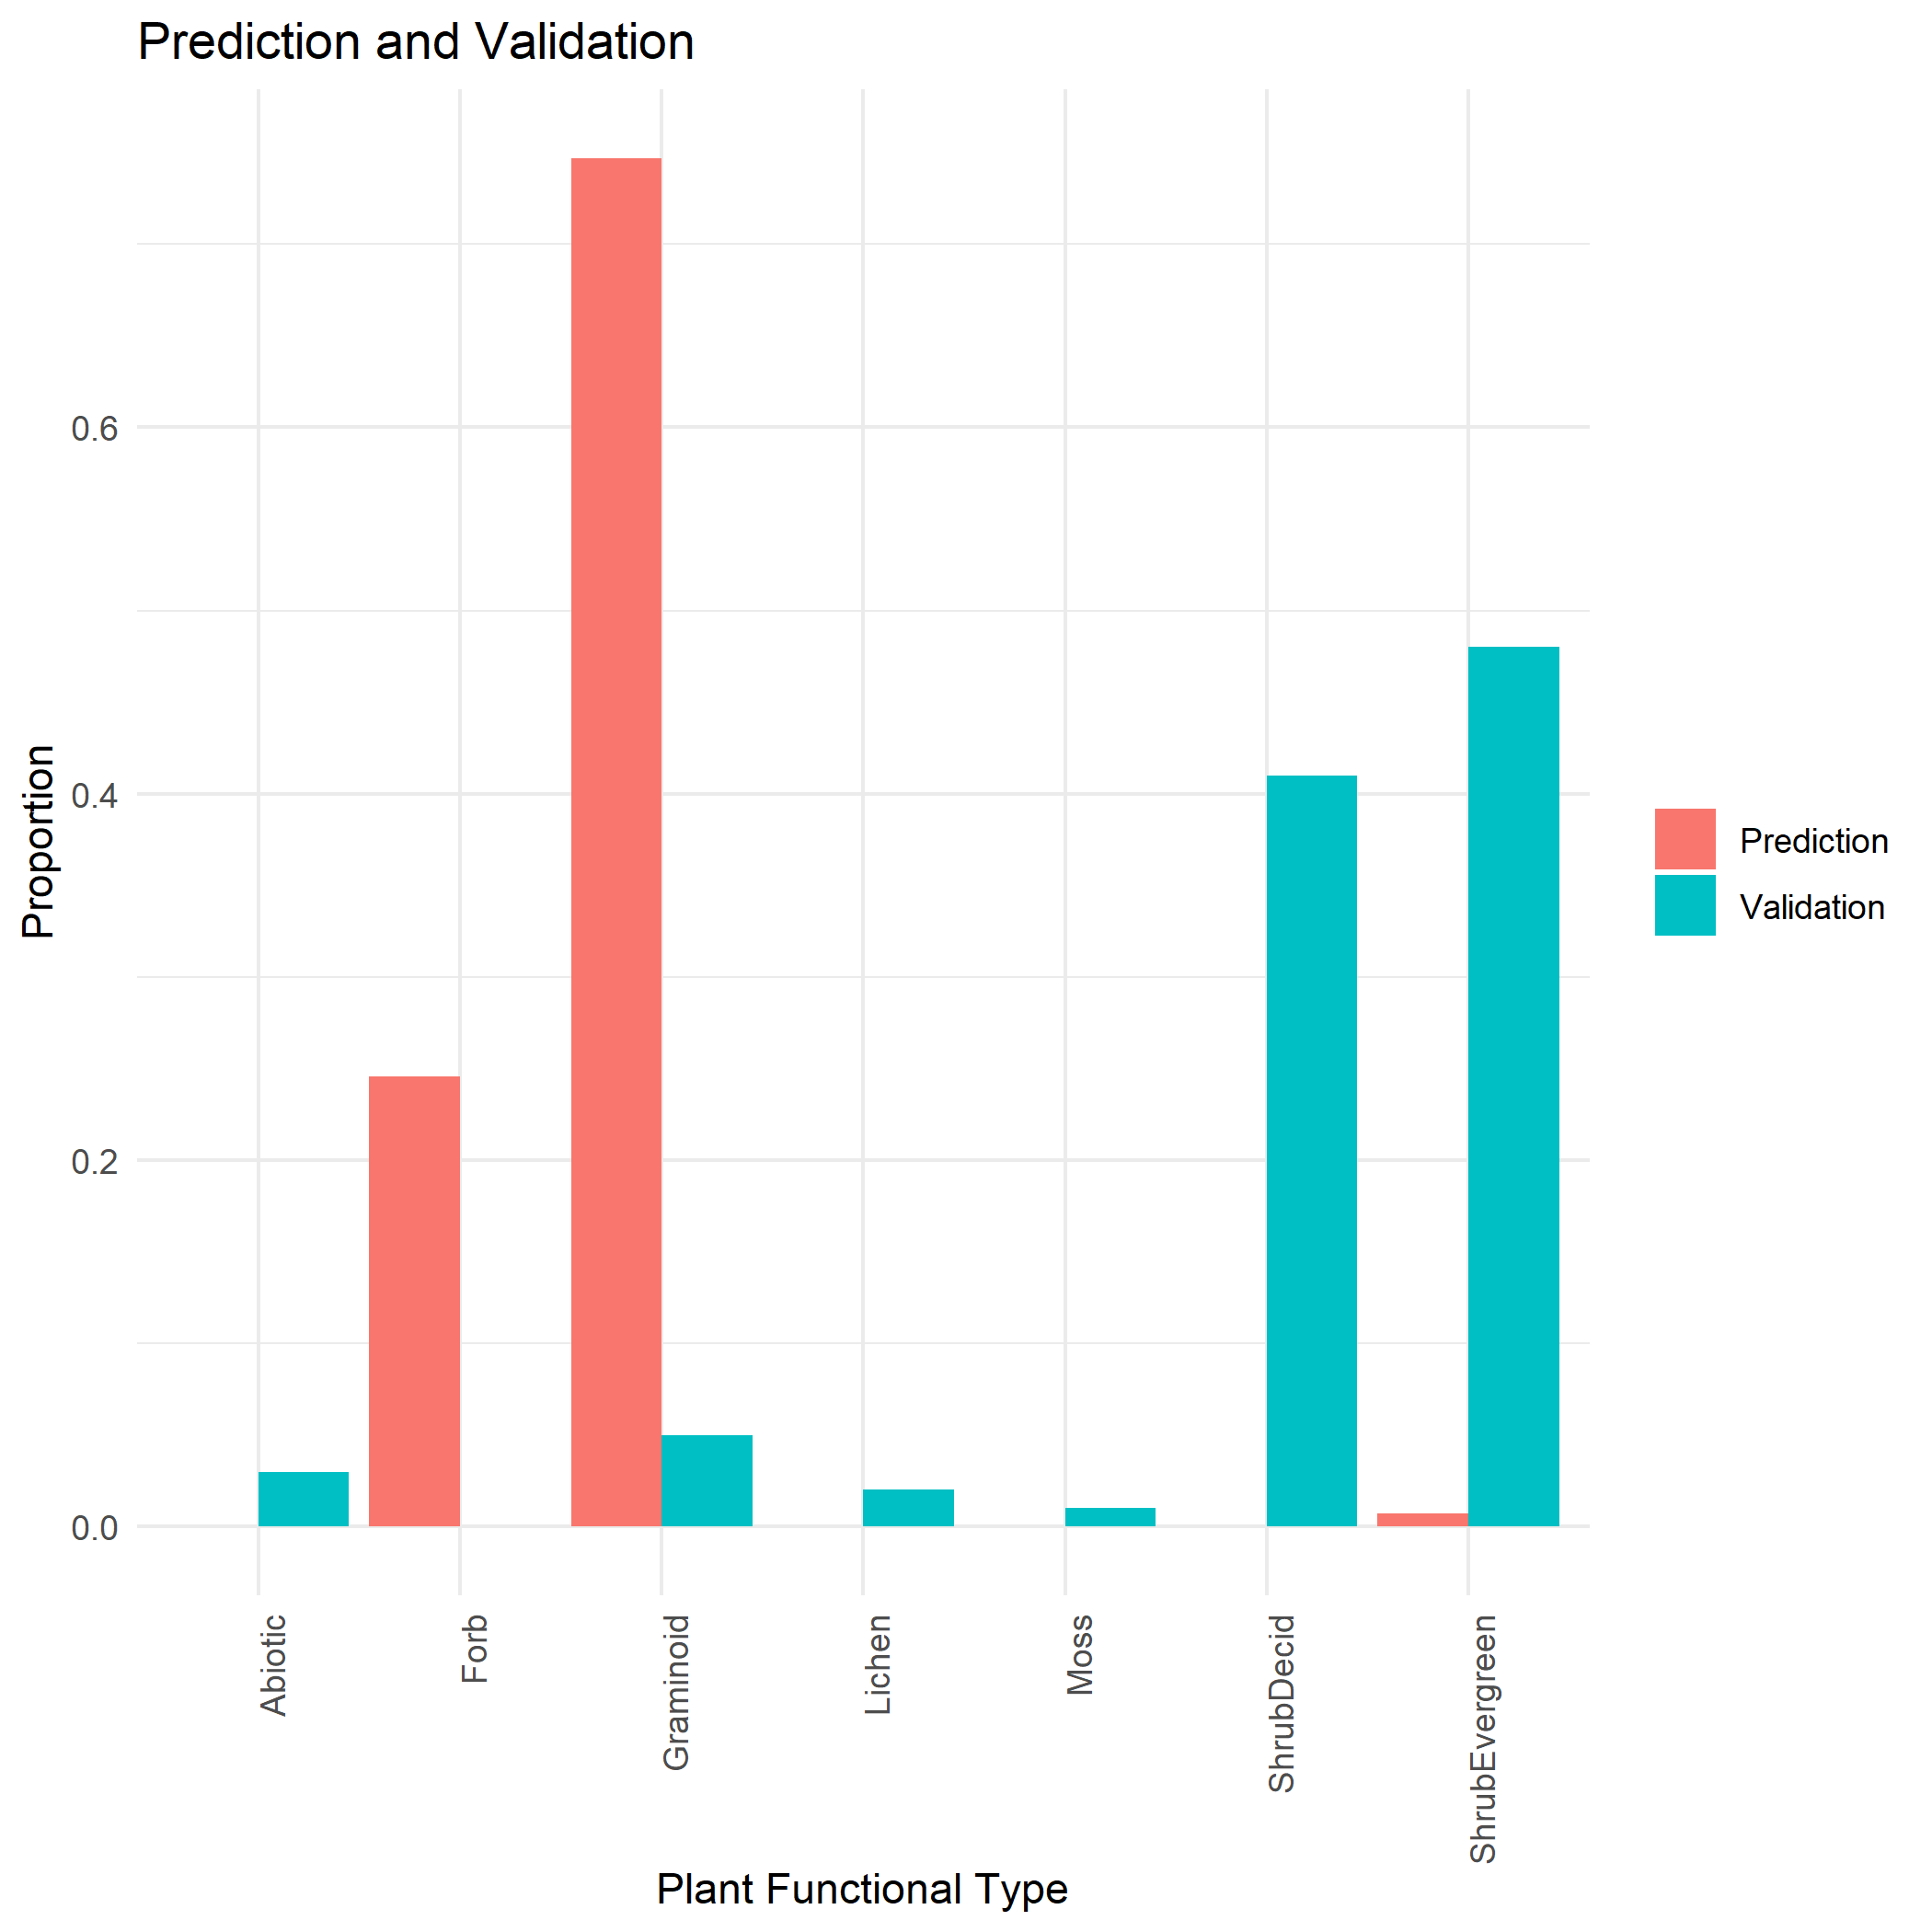 Prediction and Validation
Proportion
0.6
0.4
0.2
0.0
Abiotic
Forb
Graminoid
Lichen
Moss
ShrubDecid
ShrubEvergreen
Plant Functional Type
Prediction
Validation